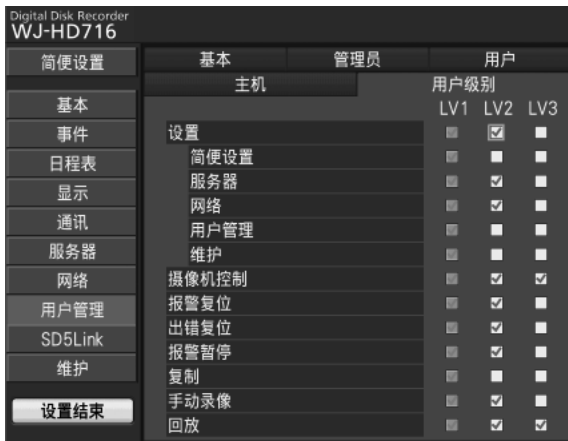 Digital Disk Recorder
WJ-HD716
简便设置
基本
事件
日程表
显示
通讯
服务器
网络
用户管理
SD5Link
维护
设置结束
基本 管理员 用户
主机 用户级别
LV1 LV2 LV3
设置
简便设置
服务器
网络
用户管理
维护
摄像机控制
报警复位
出错复位
报警暂停
复制
手动录像
回放